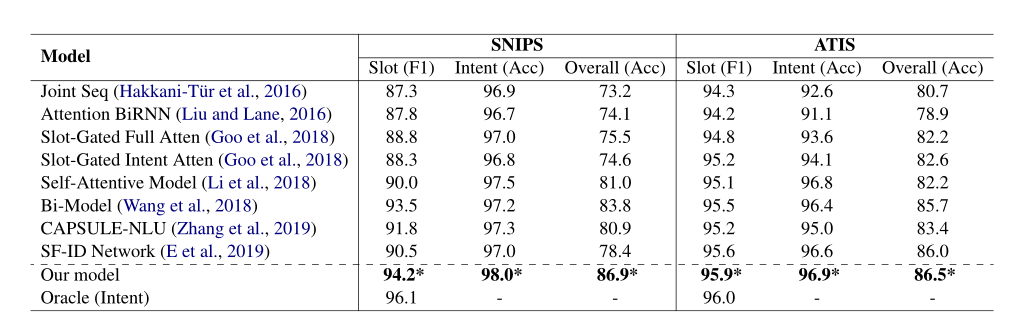 Model SNIPS ATIS
Slot (F1) Intent (Acc) Overall (Acc) Slot (F1) Intent (Acc) Overall (Acc)
Joint Seq (Hakkani-Tür et al., 2016) 87.3 96.9 73.2 94.3 92.6 80.7
Attention BiRNN (Liu and Lane, 2016) 87.8 96.7 74.1 94.2 91.1 78.9
Slot-Gated Full Atten (Goo et al., 2018) 88.8 97.0 75.5 94.8 93.6 82.2
Slot-Gated Intent Atten (Goo et al., 2018) 88.3 96.8 74.6 95.2 94.1 82.6
Self-Attentive Model (Li et al., 2018) 90.0 97.5 81.0 95.1 96.8 82.2
Bi-Model (Wang et al., 2018) 93.5 97.2 83.8 95.5 96.4 85.7
CAPSULE-NLU (Zhang et al., 2019) 91.8 97.3 80.9 95.2 95.0 83.4
SF-ID Network (E et al., 2019) 90.5 97.0 78.4 95.6 96.6 86.0
Our model 94.2* 98.0* 86.9* 95.9* 96.9* 86.5*
Oracle (Intent) 96.1 - - 96.0 - -